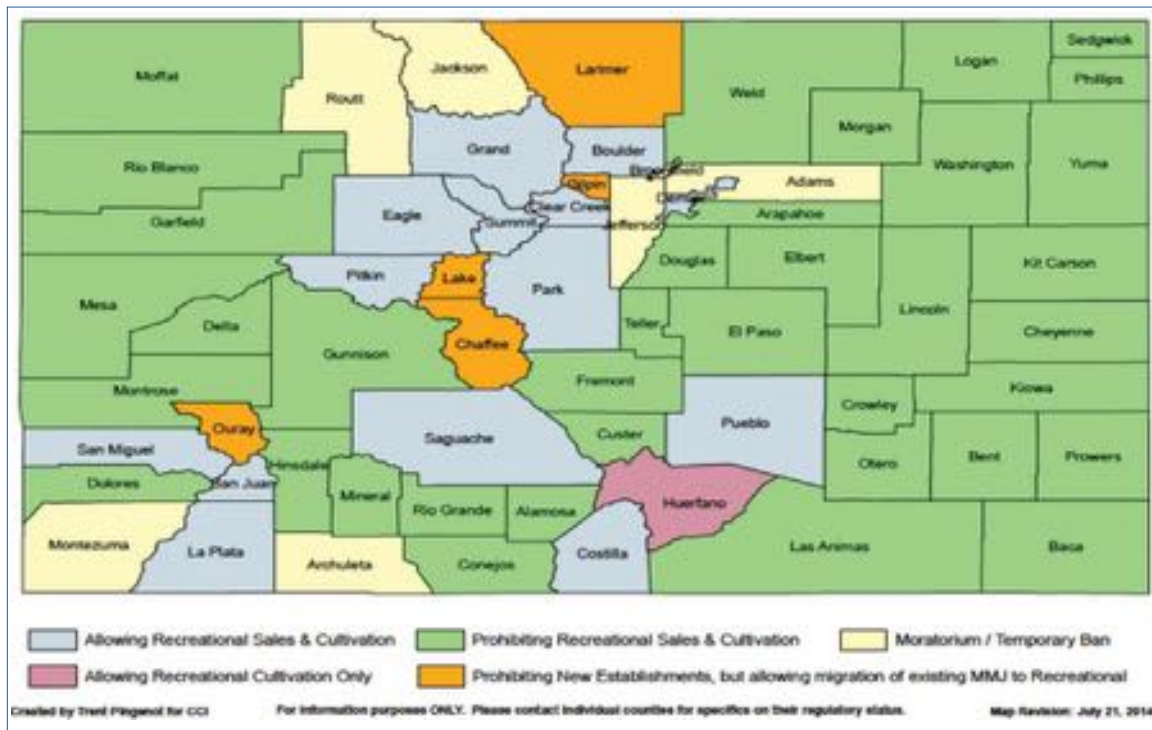 Sedgwick
Logan
Jackson
Larimer
Moffat
Phillips
Weld
Routt
Morgan
Grand
Boulder
Washington
Yuma
Rio Blanco
Broomfield
Gilpin
Adams
Denver
Clear Creek
Eagle
Arapahoe
Garfield
Summit
Jefferson
Douglas
Elbert
Kit Carson
Pitkin
Lake
Park
Mesa
Lincoln
Delta
Teller
El Paso
Cheyenne
Chaffee
Gunnison
Fremont
Montrose
Kiowa
Crowley
Ouray
Pueblo
Saguache
Custer
San Miguel
Otero
Bent
Prowers
Hinsdale
Dolores
San Juan
Mineral
Huerfano
Rio Grande
Alamosa
Montezuma
La Plata
Costilla
Las Animas
Baca
Archuleta
Conejos
Allowing Recreational Sales & Cultivation
Prohibiting Recreational Sales & Cultivation
Moratorium / Temporary Ban
Allowing Recreational Cultivation Only
Prohibiting New Establishments, but allowing migration of existing MMJ to Recreational
Created by Trent Pingenot for CCI
For information purposes ONLY. Please contact individual counties for specifics on their regulatory status.
Map Revision: July 21, 2014